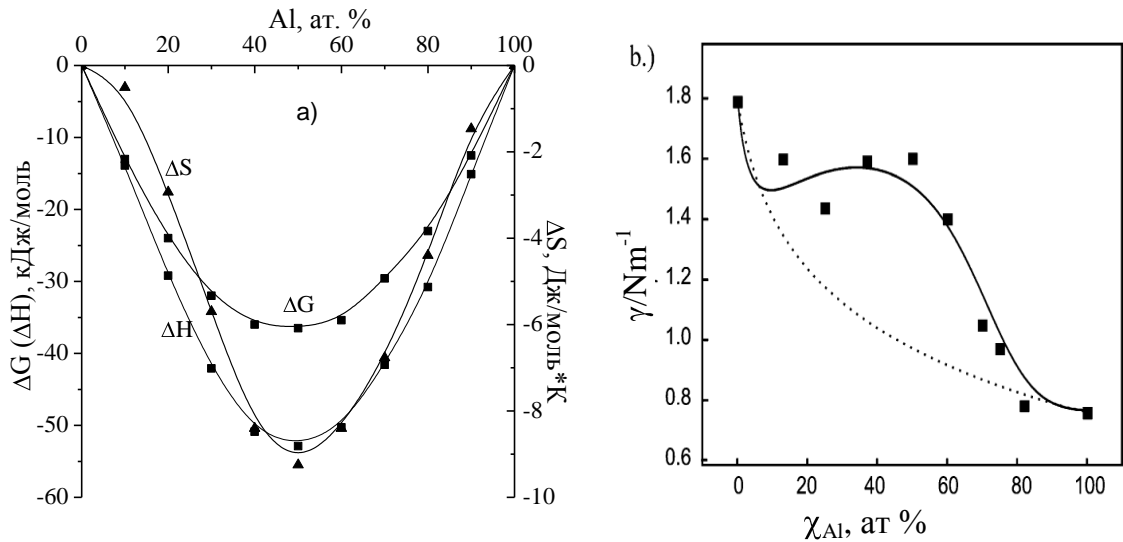 Al, ат. %
0 20 40 60 80 100
0
-10
-20
-30
-40
-50
-60
ΔG (ΔH), кДж/моль
a)
ΔS
ΔG
ΔH
0
-2
-4
-6
-8
-10
ΔS, Дж/моль*К
b.)
1.8
1.6
1.4
1.2
1.0
0.8
0.6
γ/Nm⁻¹
0 20 40 60 80 100
χAl, ат %